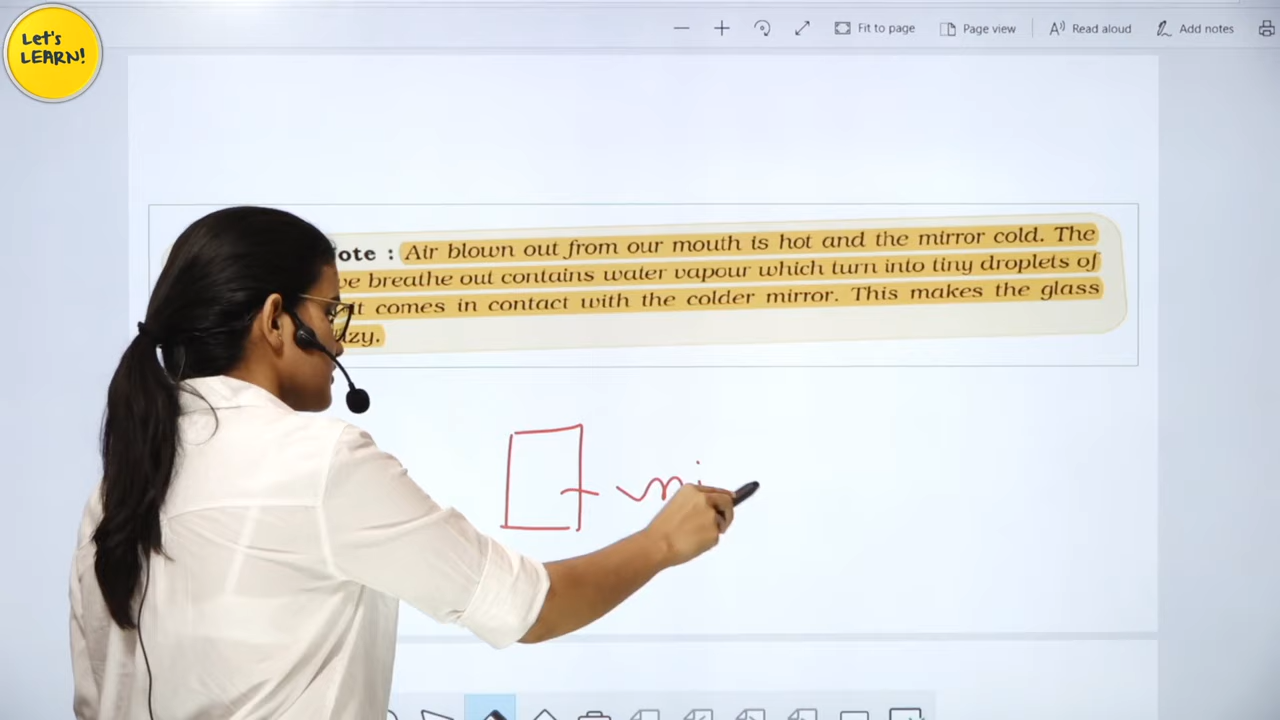 Let's
LEARN!
Fit to page
Page view
Read aloud
Add notes
ote : Air blown out from our mouth is hot and the mirror cold. The
e breathe out contains water vapour which turn into tiny droplets of
it comes in contact with the colder mirror. This makes the glass
zy.
mi